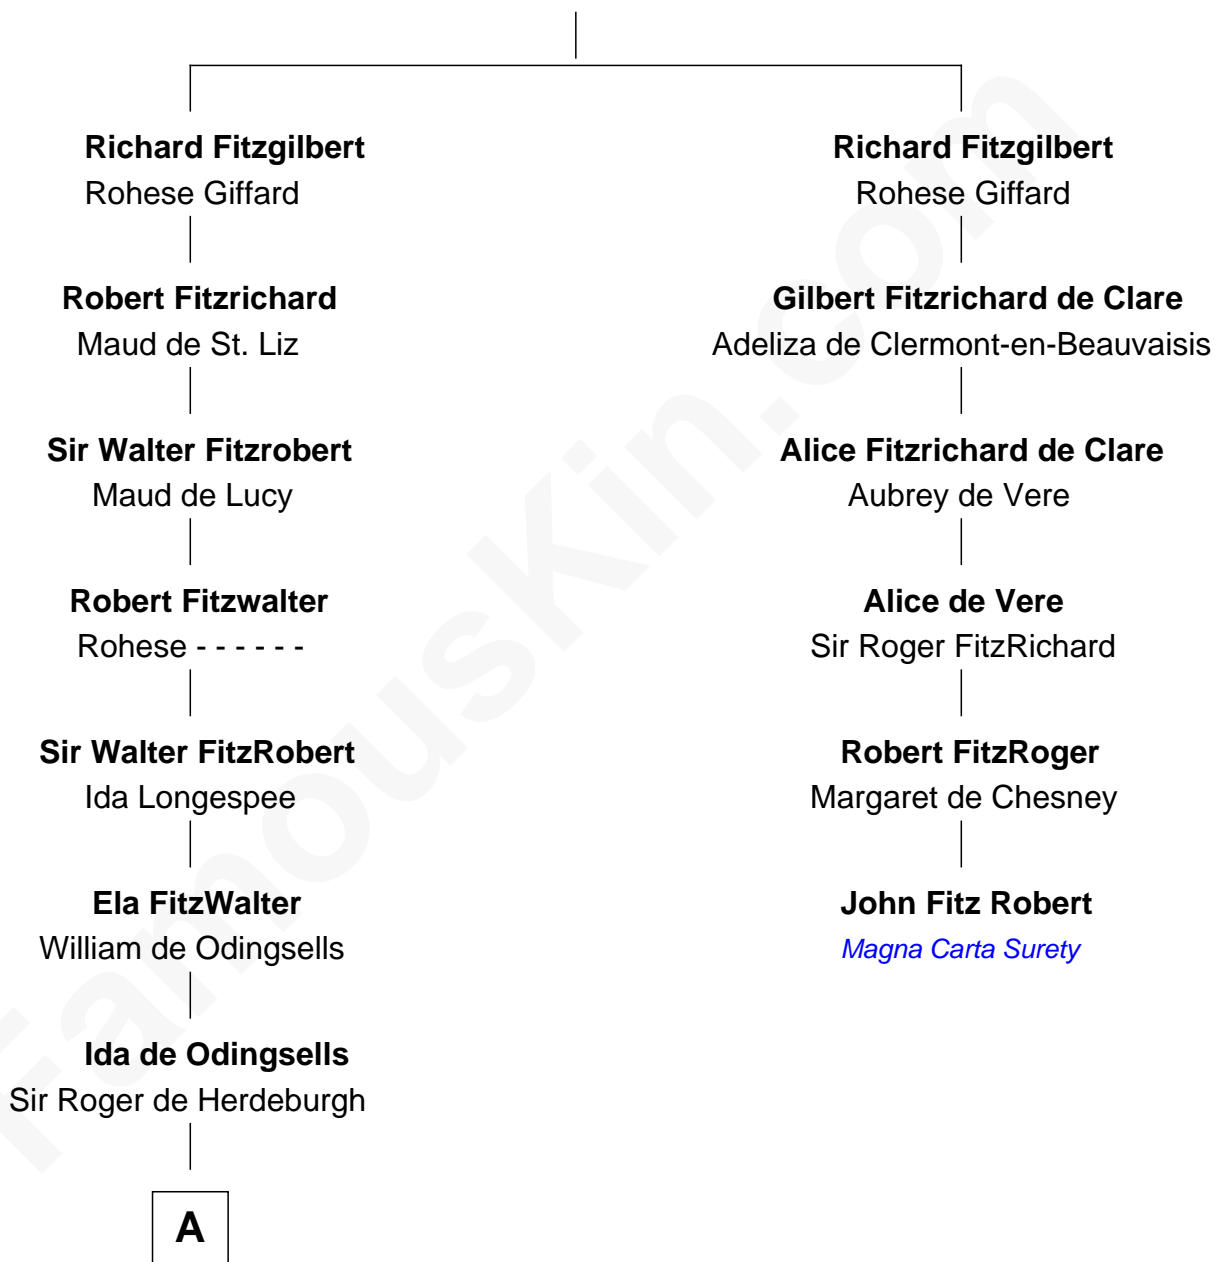 Richard Fitzgilbert
Rohese Giffard
Robert Fitzrichard
Maud de St. Liz
Sir Walter Fitzrobert
Maud de Lucy
Robert Fitzwalter
Rohese - - - - - -
Sir Walter FitzRobert
Ida Longespee
Ela FitzWalter
William de Odingsells
Ida de Odingsells
Sir Roger de Herdeburgh
A
Richard Fitzgilbert
Rohese Giffard
Gilbert Fitzrichard de Clare
Adeliza de Clermont-en-Beauvaisis
Alice Fitzrichard de Clare
Aubrey de Vere
Alice de Vere
Sir Roger FitzRichard
Robert FitzRoger
Margaret de Chesney
John Fitz Robert
Magna Carta Surety
FamousKin.com